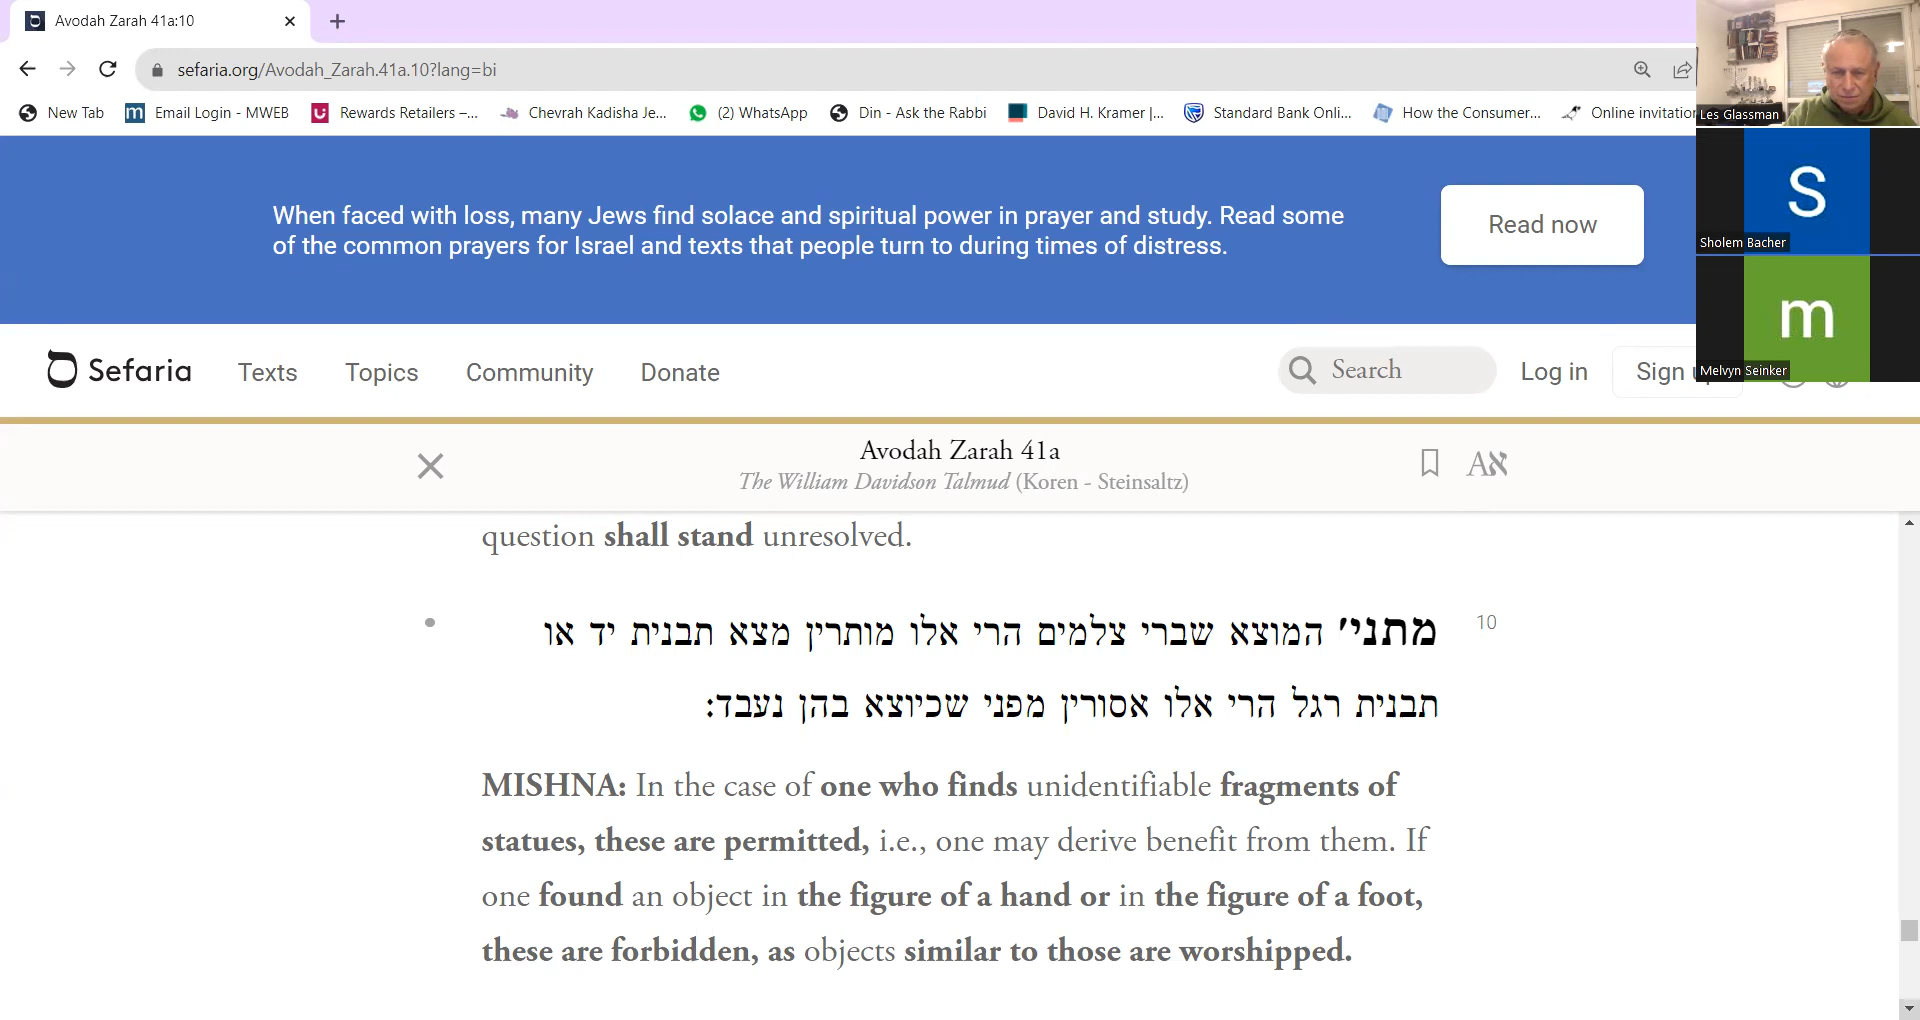 Avodah Zarah 41a:10
sefaria.org/Avodah_Zarah.41a.10?lang=bi
New Tab Email Login - MWEB Rewards Retailers –... Chevrah Kadisha Je... (2) WhatsApp Din - Ask the Rabbi David H. Kramer |... Standard Bank Onli... How the Consumer... Online invitation
Les Glassman
When faced with loss, many Jews find solace and spiritual power in prayer and study. Read some
of the common prayers for Israel and texts that people turn to during times of distress.
Read now
S
Sholem Bacher
m
Melvyn Seinker
Sefaria Texts Topics Community Donate Search Log in Sign
Avodah Zarah 41a
The William Davidson Talmud (Koren - Steinsaltz)
Aא
question shall stand unresolved.
10
מתני׳ המוצא שברי צלמים הרי אלו מותרין מצא תבנית יד או
תבנית רגל הרי אלו אסורין מפני שכיוצא בהן נעבד:
MISHNA: In the case of one who finds unidentifiable fragments of
statues, these are permitted, i.e., one may derive benefit from them. If
one found an object in the figure of a hand or in the figure of a foot,
these are forbidden, as objects similar to those are worshipped.